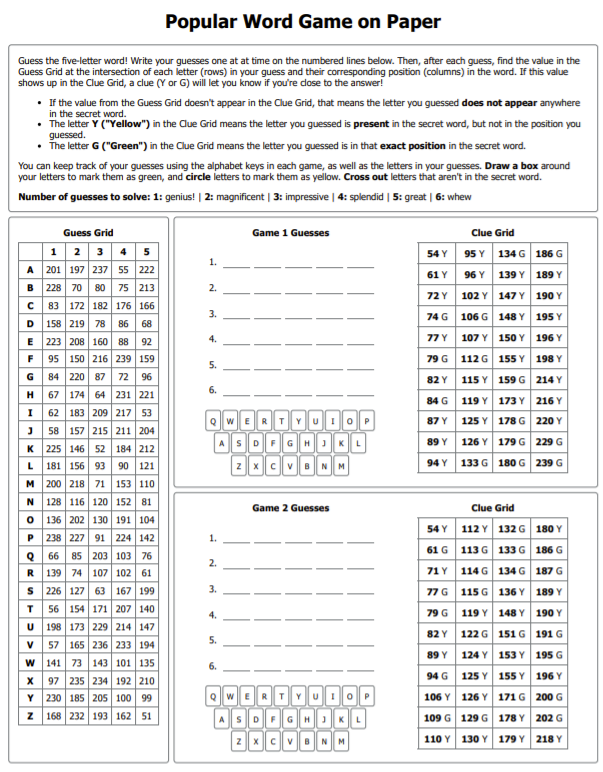 Popular Word Game on Paper
Guess the five-letter word! Write your guesses one at at time on the numbered lines below. Then, after each guess, find the value in the
Guess Grid at the intersection of each letter (rows) in your guess and their corresponding position (columns) in the word. If this value
shows up in the Clue Grid, a clue (Y or G) will let you know if you're close to the answer!
• If the value from the Guess Grid doesn't appear in the Clue Grid, that means the letter you guessed does not appear anywhere
in the secret word.
• The letter Y ("Yellow") in the Clue Grid means the letter you guessed is present in the secret word, but not in the position you
guessed.
• The letter G ("Green") in the Clue Grid means the letter you guessed is in that exact position in the secret word.
You can keep track of your guesses using the alphabet keys in each game, as well as the letters in your guesses. Draw a box around
your letters to mark them as green, and circle letters to mark them as yellow. Cross out letters that aren't in the secret word.
Number of guesses to solve: 1: genius! | 2: magnificent | 3: impressive | 4: splendid | 5: great | 6: whew
Guess Grid
1 2 3 4 5
A 201 197 237 55 222
B 228 70 80 75 213
C 83 172 182 176 166
D 158 219 78 86 68
E 223 208 160 88 92
F 95 150 216 239 159
G 84 220 87 72 96
H 67 174 64 231 221
I 62 183 209 217 53
J 58 157 215 211 204
K 225 146 52 184 212
L 181 156 93 90 121
M 200 218 71 153 110
N 128 116 120 152 81
O 136 202 130 191 104
P 238 227 91 224 142
Q 66 85 203 103 76
R 139 74 107 102 61
S 226 127 63 167 199
T 56 154 171 207 140
U 198 173 229 214 147
V 57 165 236 233 194
W 141 73 143 101 135
X 97 235 234 192 210
Y 230 185 205 100 99
Z 168 232 193 162 51
Game 1 Guesses
1.
2.
3.
4.
5.
6.
Q W E R T Y U I O P
A S D F G H J K L
Z X C V B N M
Clue Grid
54 Y 95 Y 134 G 186 G
61 Y 96 Y 139 Y 189 Y
72 Y 102 Y 147 Y 190 Y
74 G 106 G 148 Y 195 Y
77 Y 107 Y 150 Y 196 Y
79 G 112 G 155 Y 198 Y
82 Y 115 Y 159 G 214 Y
84 G 119 Y 173 Y 216 Y
87 Y 125 Y 178 G 220 Y
89 Y 126 Y 179 G 229 G
94 Y 133 G 180 G 239 G
Game 2 Guesses
1.
2.
3.
4.
5.
6.
Q W E R T Y U I O P
A S D F G H J K L
Z X C V B N M
Clue Grid
54 Y 112 Y 132 G 180 Y
61 G 113 G 133 G 186 G
71 Y 114 G 134 G 187 G
77 G 115 G 136 Y 189 Y
79 G 119 Y 148 Y 190 Y
82 Y 122 G 151 G 191 G
89 Y 124 Y 153 Y 195 G
94 G 125 Y 155 Y 196 Y
106 Y 126 Y 171 G 200 G
109 G 129 G 178 Y 202 G
110 Y 130 Y 179 Y 218 Y